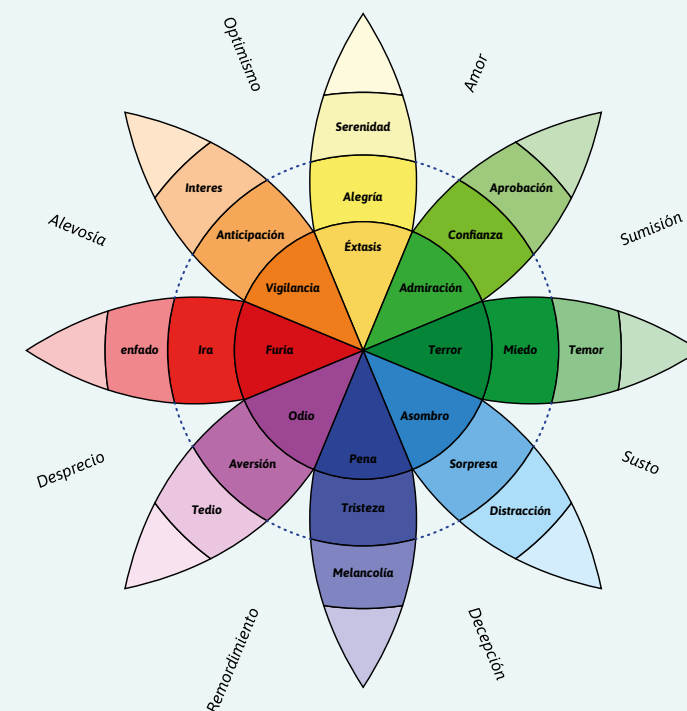 Optimismo
Amor
Serenidad
Interes
Aprobación
Alegría
Alevosía
Anticipación
Confianza
Sumisión
Éxtasis
Vigilancia
Admiración
enfado
Ira
Furia
Terror
Miedo
Temor
Odio
Asombro
Desprecio
Aversión
Pena
Sorpresa
Susto
Tedio
Tristeza
Distracción
Melancolía
Remordimiento
Decepción